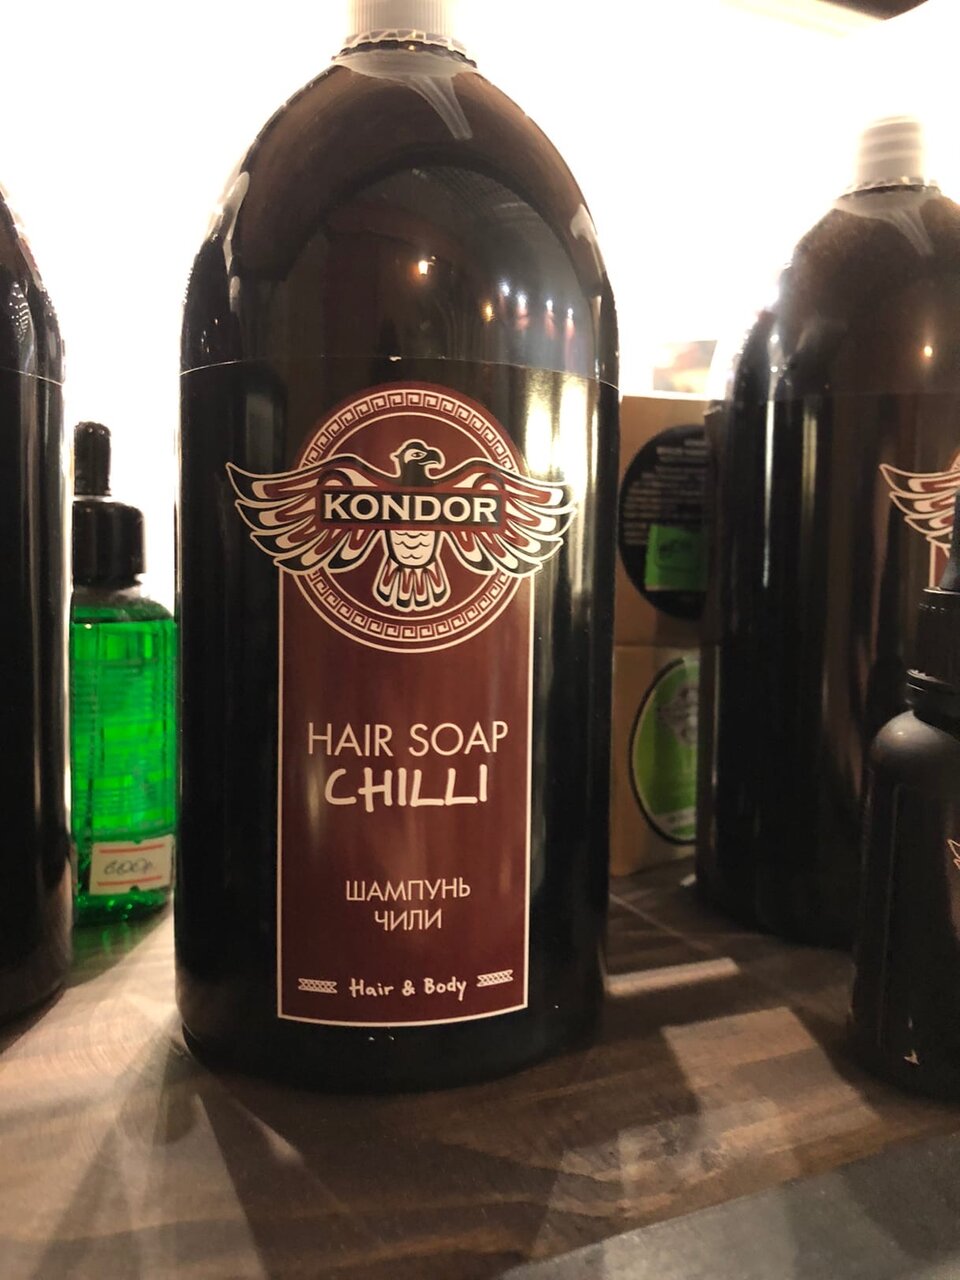 KONDOR
HAIR SOAP
CHILLI
ШАМПУНЬ
ЧИЛИ
Hair & Body